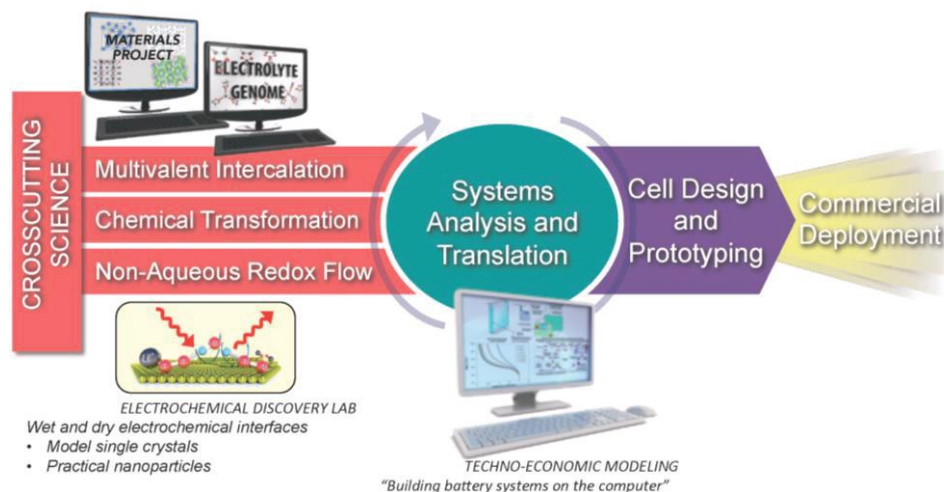 MATERIALS
PROJECT
ELECTROLYTE
GENOME
CROSSCUTTING
SCIENCE
Multivalent Intercalation
Chemical Transformation
Non-Aqueous Redox Flow
Systems
Analysis and
Translation
Cell Design
and
Prototyping
Commercial
Deployment
ELECTROCHEMICAL DISCOVERY LAB
Wet and dry electrochemical interfaces
• Model single crystals
• Practical nanoparticles
TECHNO-ECONOMIC MODELING
“Building battery systems on the computer”